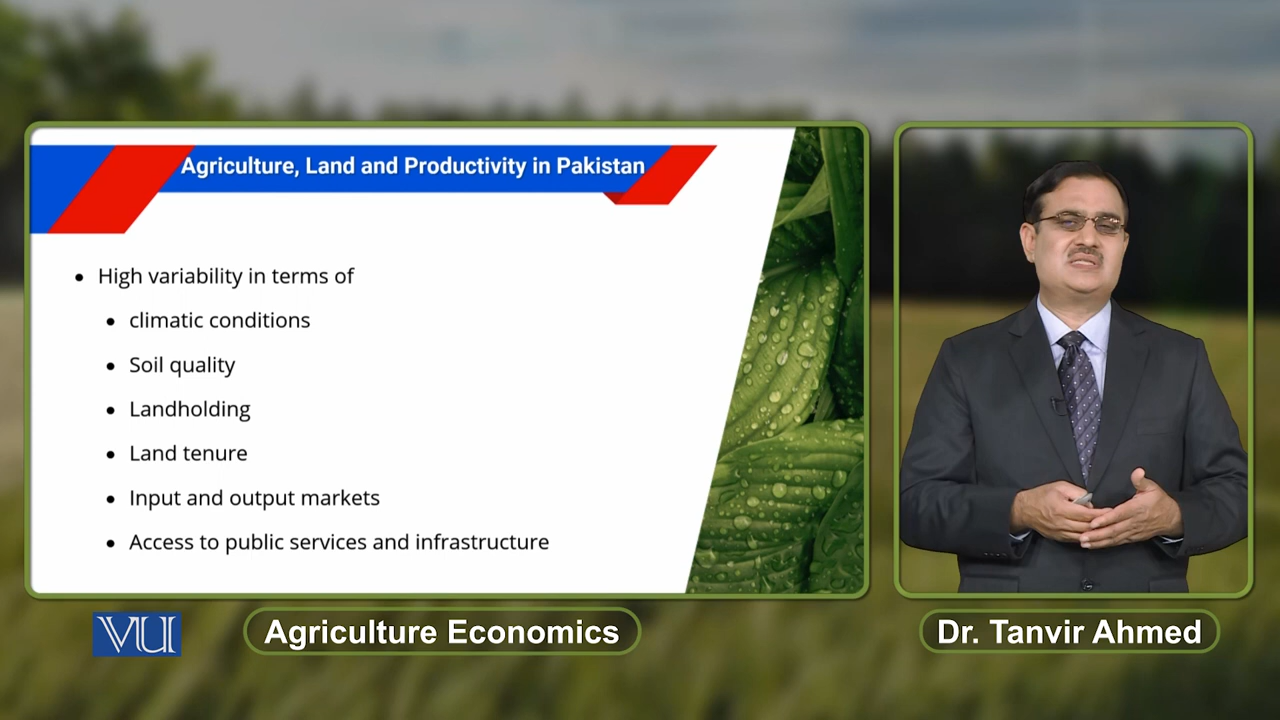 Agriculture, Land and Productivity in Pakistan
• High variability in terms of
• climatic conditions
• Soil quality
• Landholding
• Land tenure
• Input and output markets
• Access to public services and infrastructure
VU
Agriculture Economics
Dr. Tanvir Ahmed